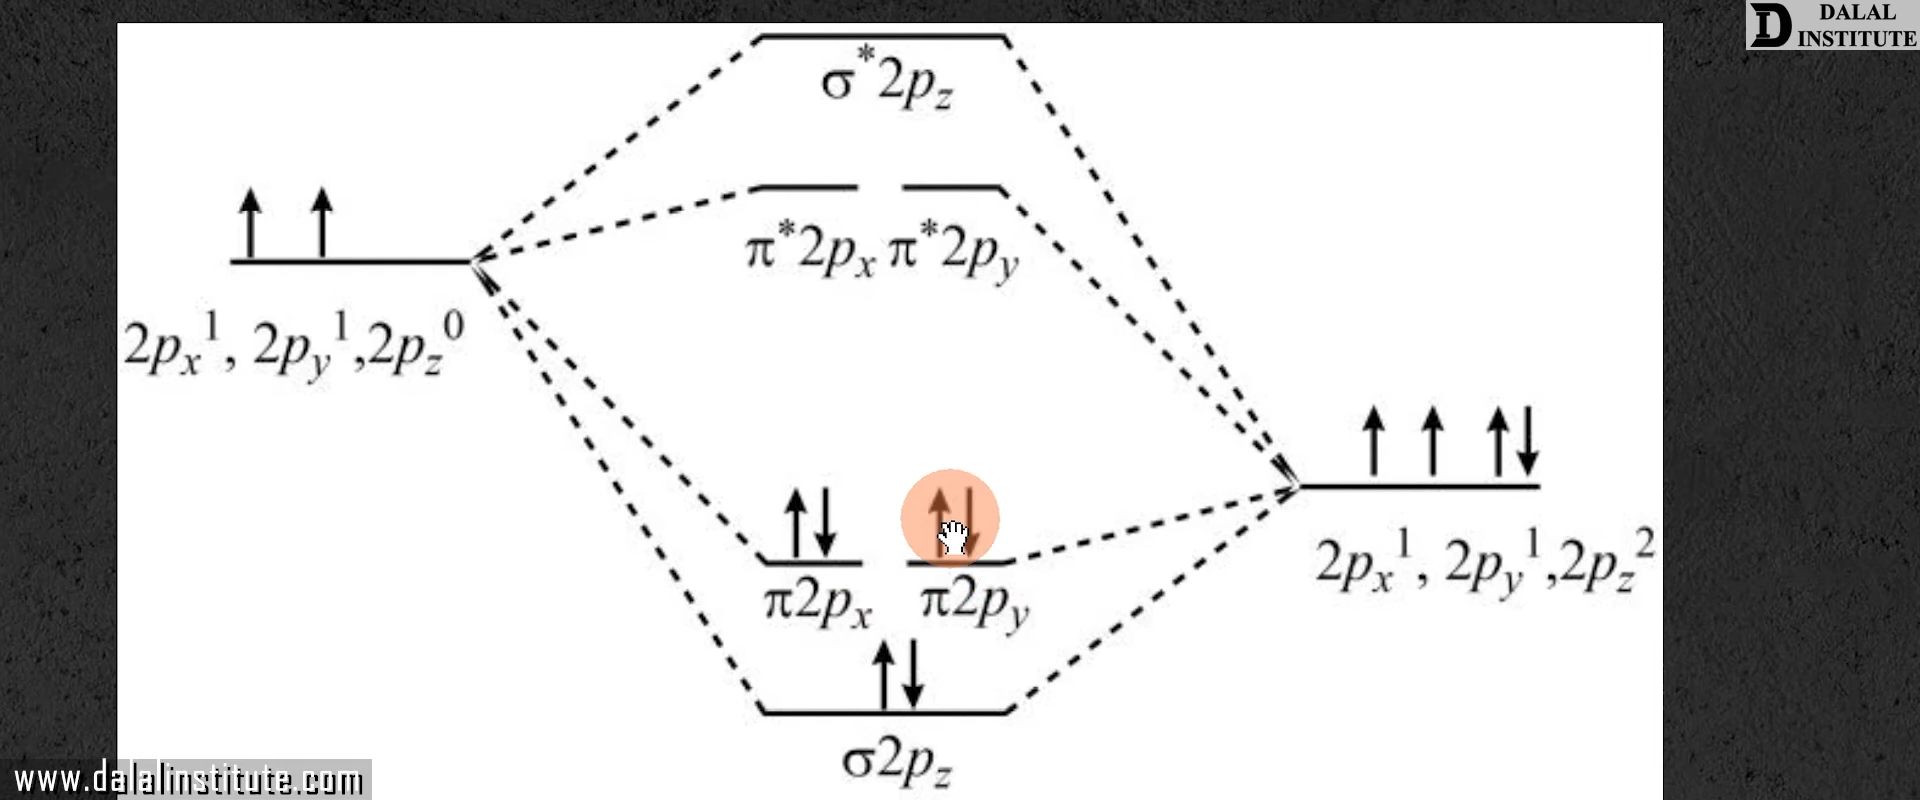 DALAL
INSTITUTE
σ*2pz
π*2px π*2py
2px¹, 2py¹,2pz⁰
2px¹, 2py¹,2pz²
π2px π2py
σ2pz
www.dalalinstitute.com